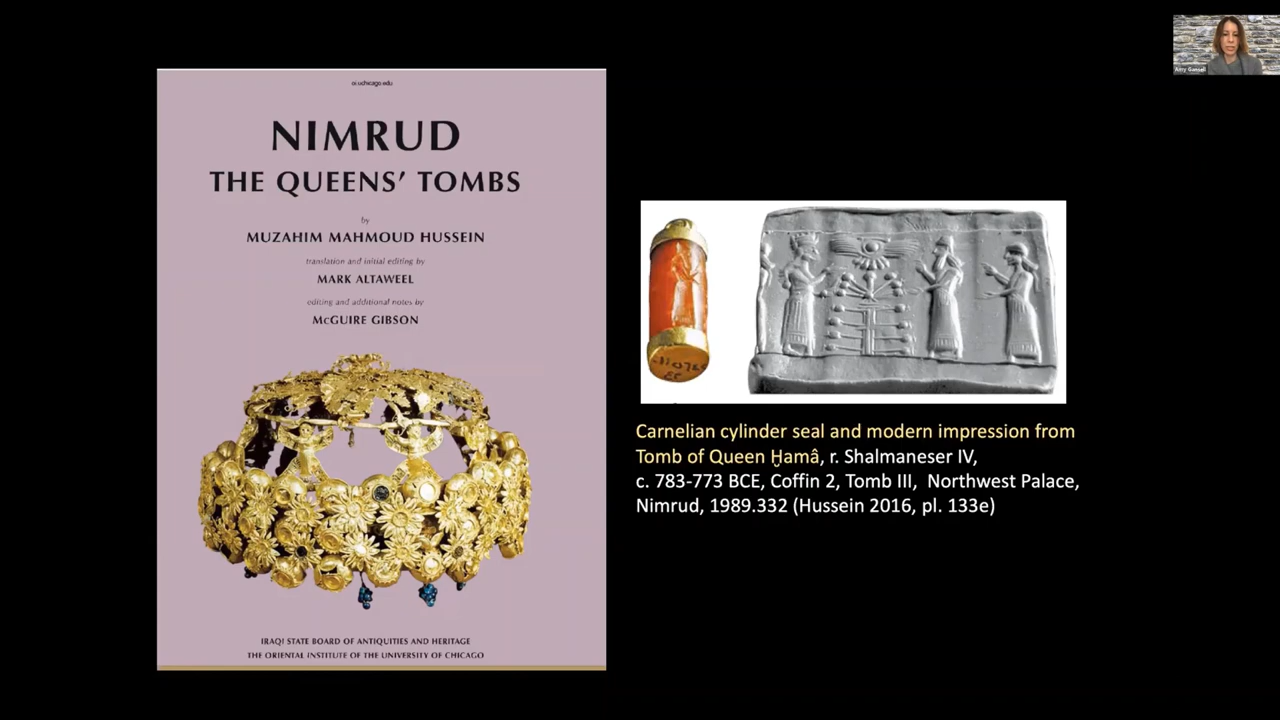 oi.uchicago.edu
NIMRUD
THE QUEENS’ TOMBS
by
MUZAHIM MAHMOUD HUSSEIN
translation and initial editing by
MARK ALTAWEEL
editing and additional notes by
McGUIRE GIBSON
IRAQI STATE BOARD OF ANTIQUITIES AND HERITAGE
THE ORIENTAL INSTITUTE OF THE UNIVERSITY OF CHICAGO
Carnelian cylinder seal and modern impression from
Tomb of Queen Ḫamâ, r. Shalmaneser IV,
c. 783-773 BCE, Coffin 2, Tomb III, Northwest Palace,
Nimrud, 1989.332 (Hussein 2016, pl. 133e)
Amy Gansell